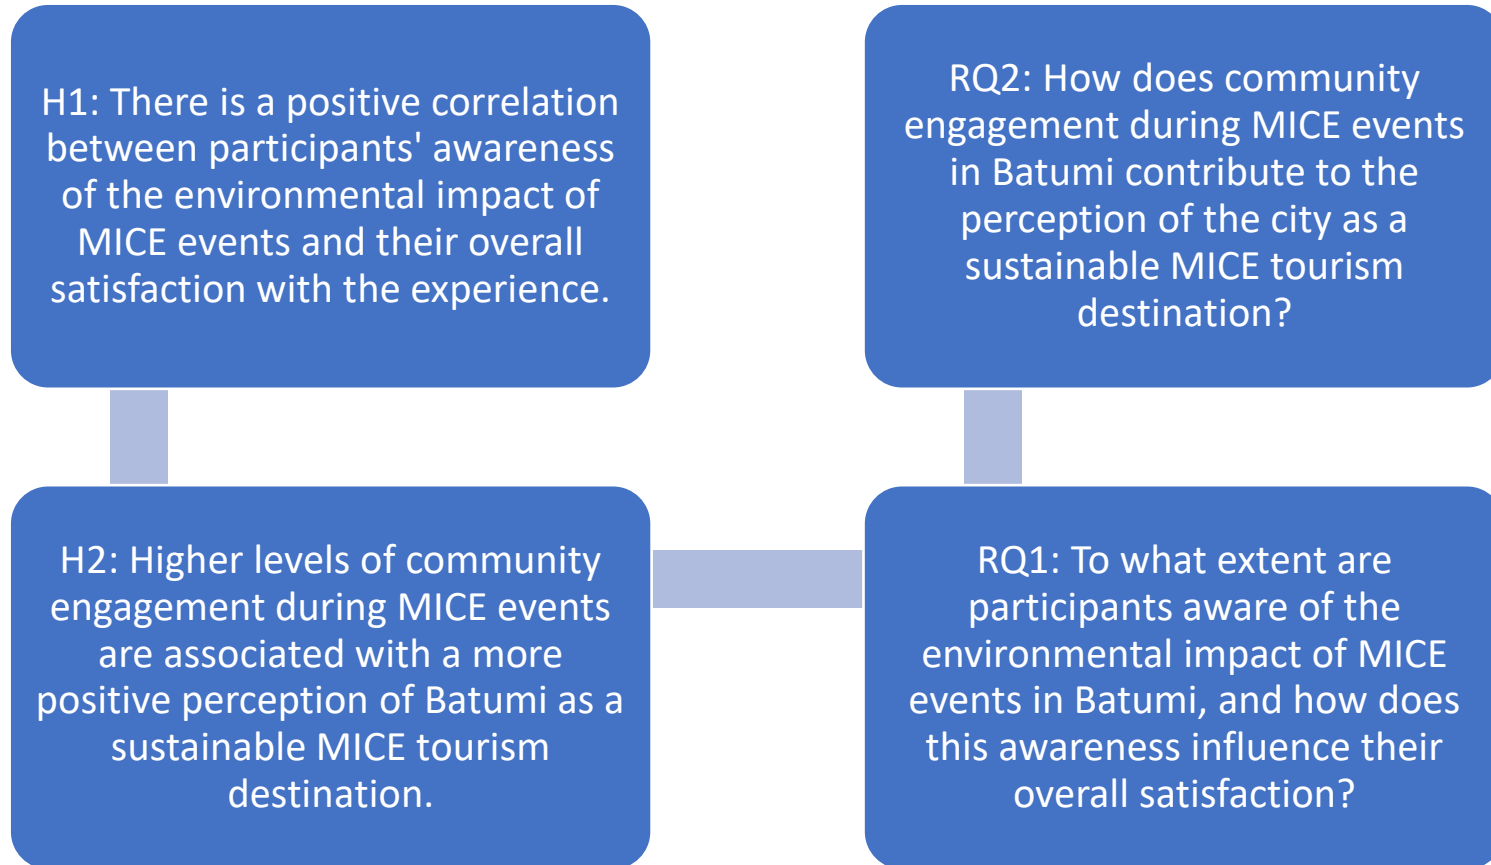 H1: There is a positive correlation
between participants' awareness
of the environmental impact of
MICE events and their overall
satisfaction with the experience.
H2: Higher levels of community
engagement during MICE events
are associated with a more
positive perception of Batumi as a
sustainable MICE tourism
destination.
RQ1: To what extent are
participants aware of the
environmental impact of MICE
events in Batumi, and how does
this awareness influence their
overall satisfaction?
RQ2: How does community
engagement during MICE events
in Batumi contribute to the
perception of the city as a
sustainable MICE tourism
destination?